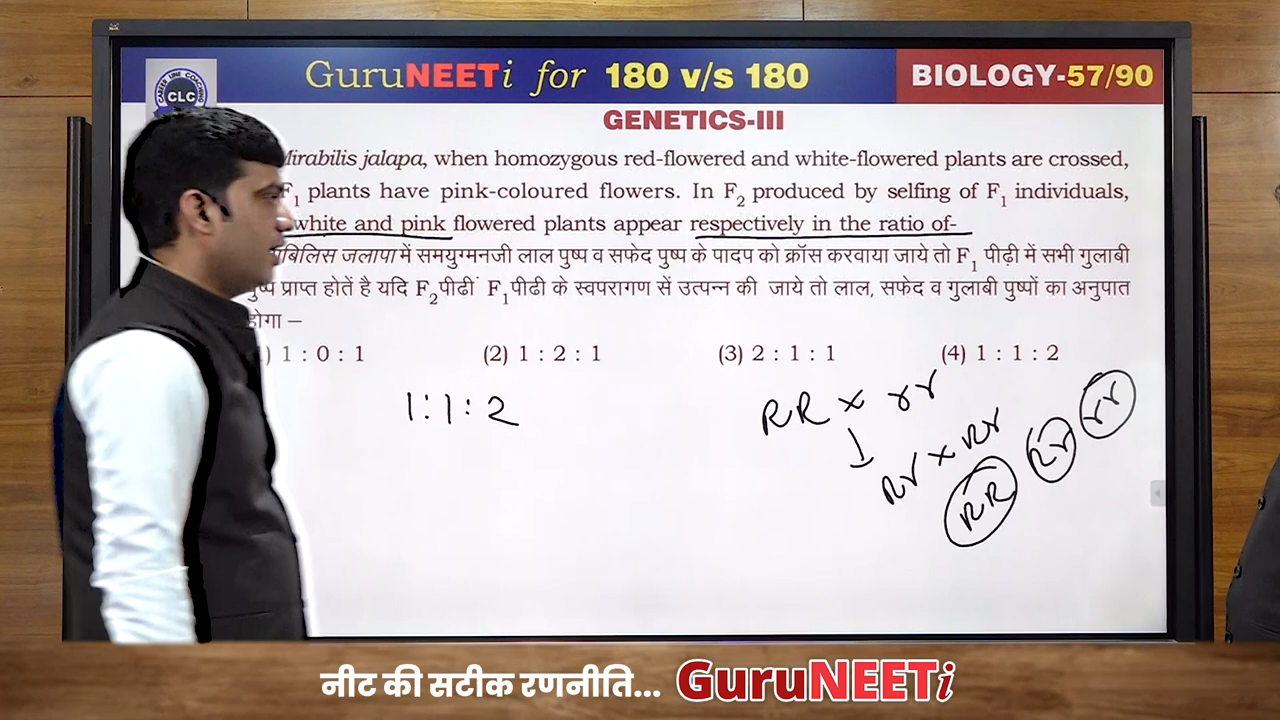 GuruNEETi for 180 v/s 180
BIOLOGY-57/90
CLC
GENETICS-III
Mirabilis jalapa, when homozygous red-flowered and white-flowered plants are crossed,
F1 plants have pink-coloured flowers. In F2 produced by selfing of F1 individuals,
white and pink flowered plants appear respectively in the ratio of-
जलापा में समयुग्मनजी लाल पुष्प व सफेद पुष्प के पादप को क्रॉस करवाया जाये तो F1 पीढ़ी में सभी गुलाबी
प्राप्त होतें है यदि F2पीढीं F1पीढी के स्वपरागण सें उत्पन्न की जाये तो लाल, सफेद व गुलाबी पुष्पों का अनुपात
होगा –
1 : 0 : 1 (2) 1 : 2 : 1 (3) 2 : 1 : 1 (4) 1 : 1 : 2
1:1:2
RR × rr
Rr × Rr
RR Rr rr
नीट की सटीक रणनीति... GuruNEETi